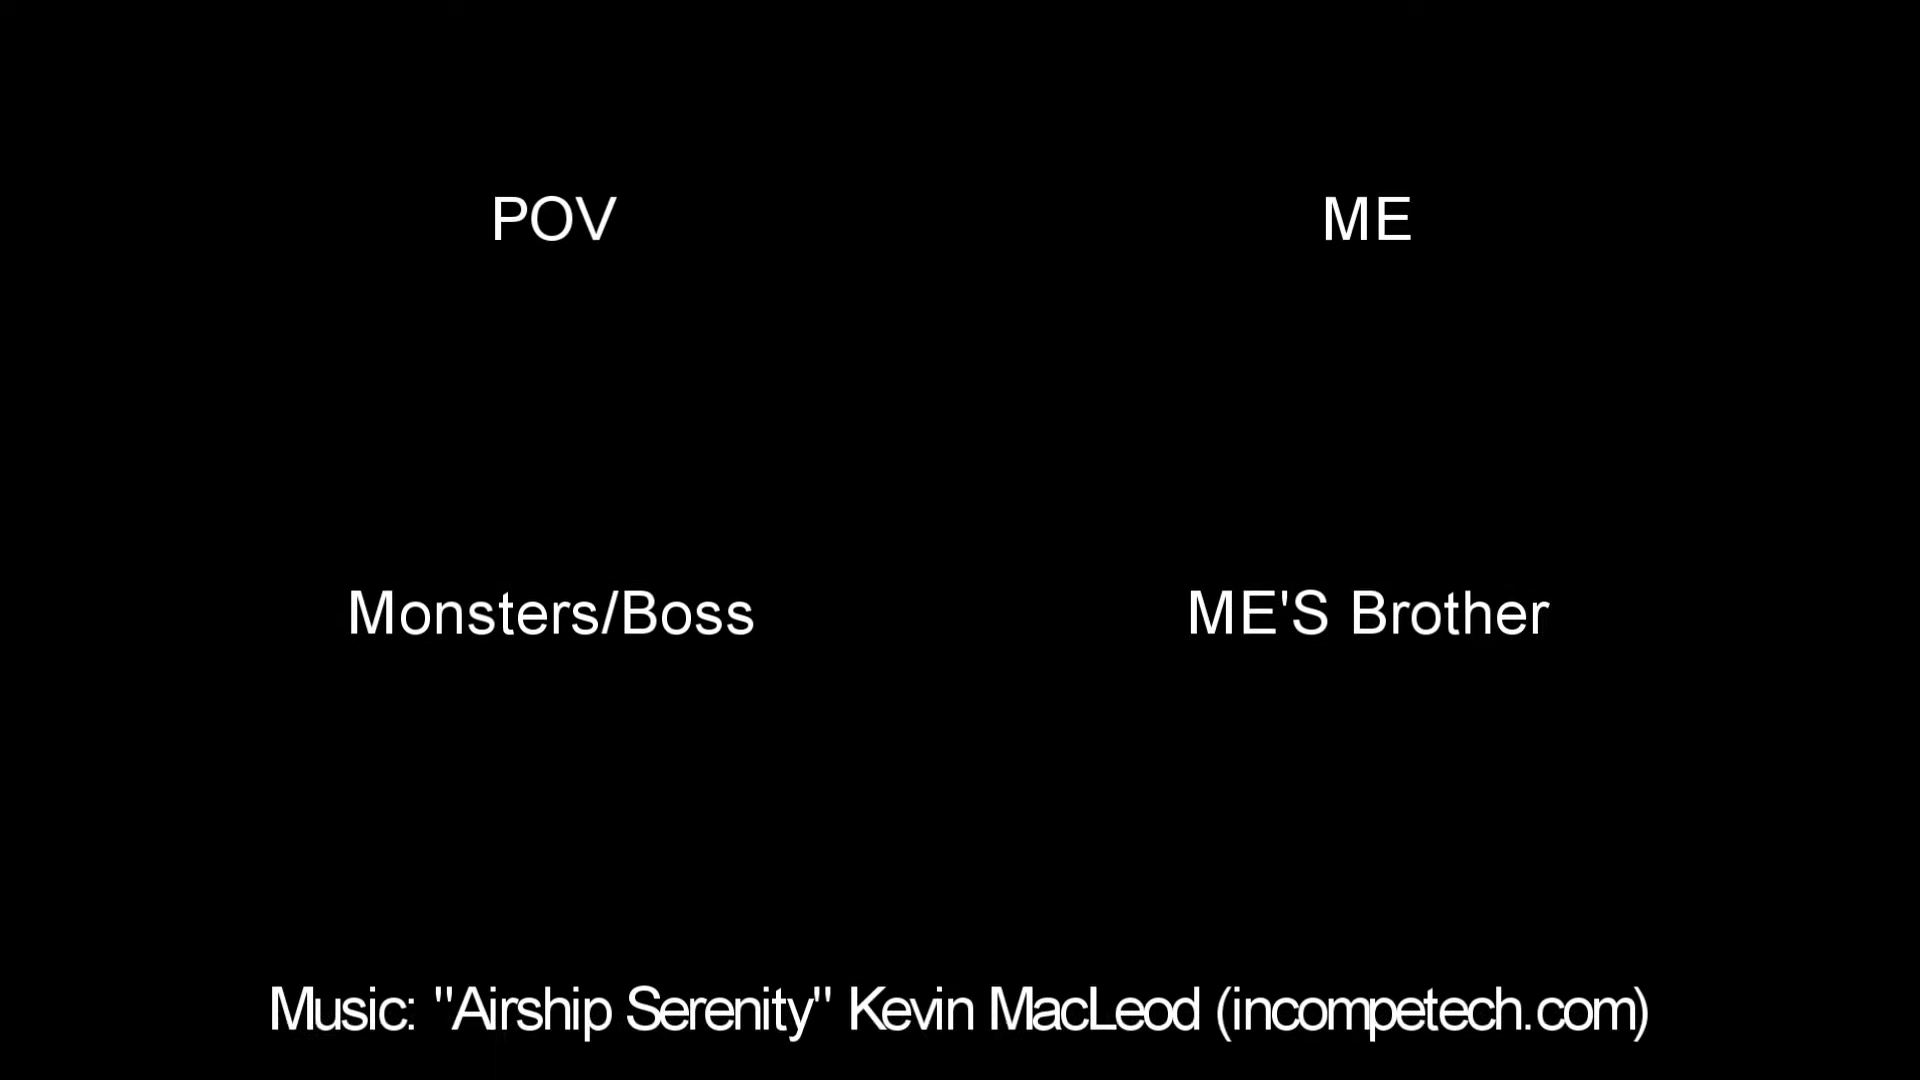 POV
ME
Monsters/Boss
ME'S Brother
Music: "Airship Serenity" Kevin MacLeod (incompetech.com)